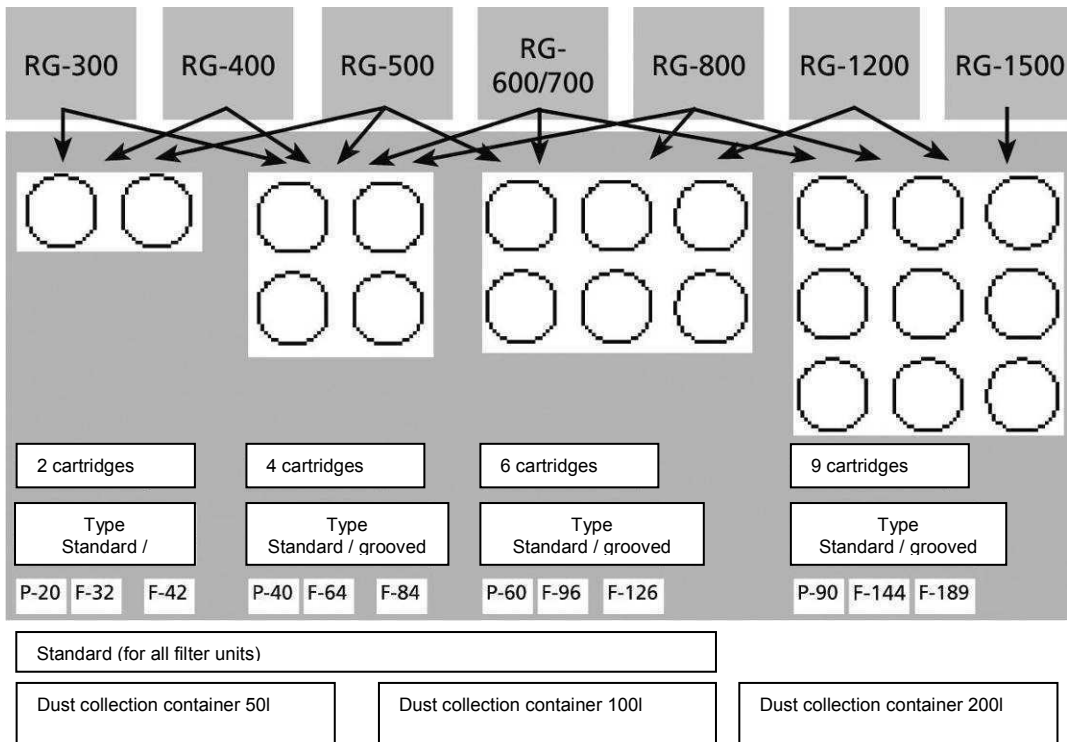 RG-300
RG-400
RG-500
RG-
600/700
RG-800
RG-1200
RG-1500
2 cartridges
4 cartridges
6 cartridges
9 cartridges
Type
Standard /
Type
Standard / grooved
Type
Standard / grooved
Type
Standard / grooved
P-20 F-32 F-42
P-40 F-64 F-84
P-60 F-96 F-126
P-90 F-144 F-189
Standard (for all filter units)
Dust collection container 50l
Dust collection container 100l
Dust collection container 200l